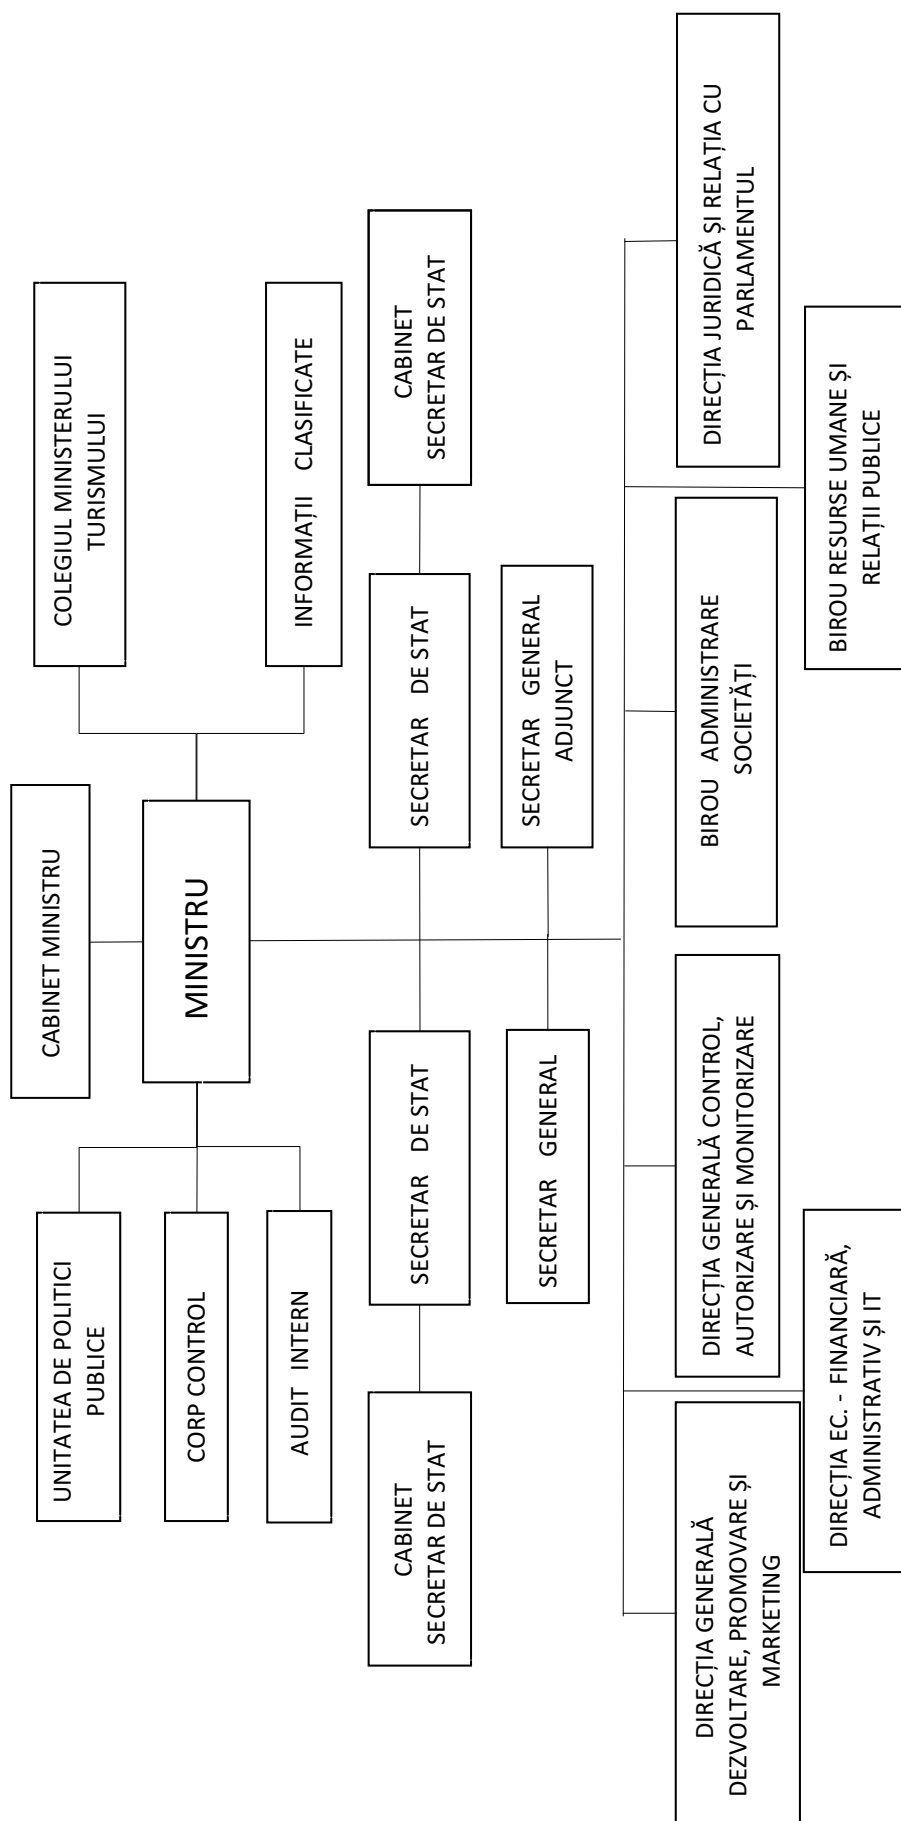 CABINET MINISTRU
UNITATEA DE POLITICI
PUBLICE
COLEGIUL MINISTERULUI
TURISMULUI
CORP CONTROL
MINISTRU
AUDIT INTERN
INFORMAȚII CLASIFICATE
CABINET
SECRETAR DE STAT
SECRETAR DE STAT
SECRETAR DE STAT
CABINET
SECRETAR DE STAT
SECRETAR GENERAL
SECRETAR GENERAL
ADJUNCT
DIRECȚIA GENERALĂ
DEZVOLTARE, PROMOVARE ȘI
MARKETING
DIRECȚIA GENERALĂ CONTROL,
AUTORIZARE ȘI MONITORIZARE
BIROU ADMINISTRARE
SOCIETĂȚI
DIRECȚIA JURIDICĂ ȘI RELAȚIA CU
PARLAMENTUL
DIRECȚIA EC. - FINANCIARĂ,
ADMINISTRATIV ȘI IT
BIROU RESURSE UMANE ȘI
RELAȚII PUBLICE